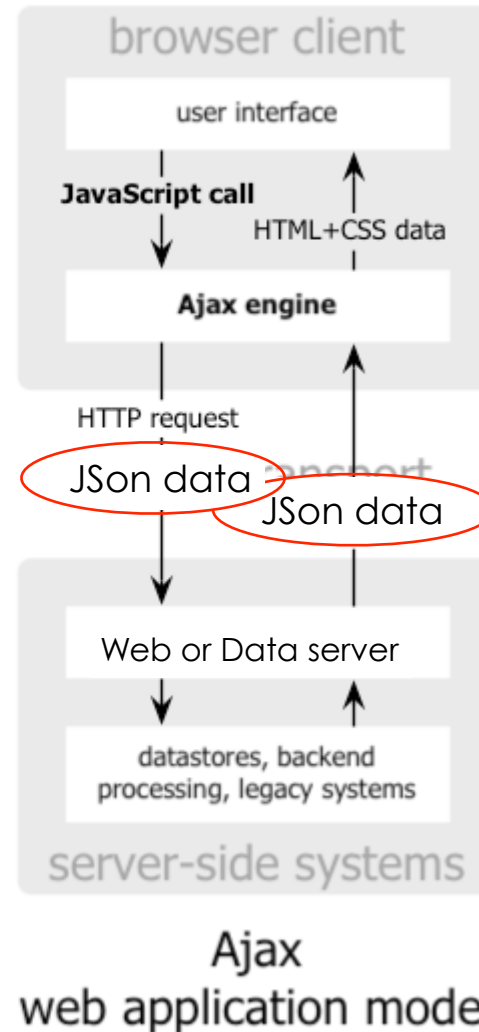 browser client
user interface
JavaScript call
HTML+CSS data
Ajax engine
HTTP request
JSon data
JSon data
Web or Data server
datastores, backend
processing, legacy systems
server-side systems
Ajax
web application mode